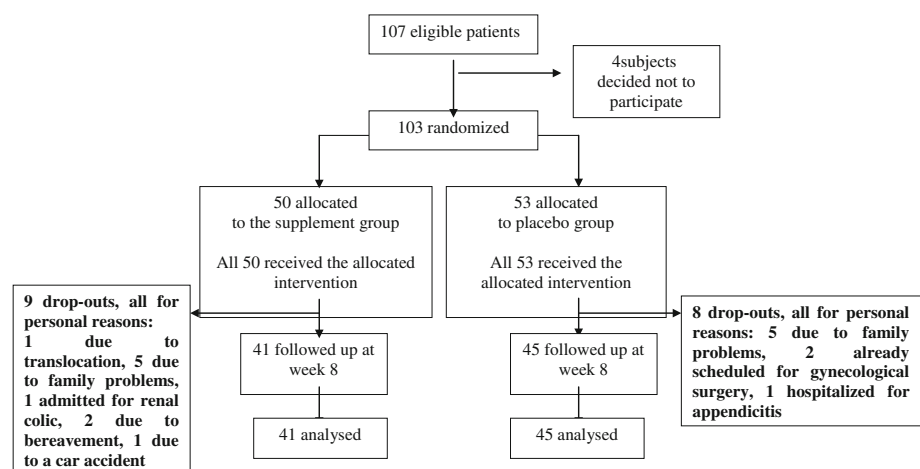 107 eligible patients
4subjects
decided not to
participate
103 randomized
50 allocated
to the supplement group
All 50 received the allocated
intervention
53 allocated
to placebo group
All 53 received the
allocated intervention
9 drop-outs, all for
personal reasons:
1 due to
translocation, 5 due
to family problems,
1 admitted for renal
colic, 2 due to
bereavement, 1 due
to a car accident
8 drop-outs, all for personal
reasons: 5 due to family
problems, 2 already
scheduled for gynecological
surgery, 1 hospitalized for
appendicitis
41 followed up at
week 8
45 followed up at
week 8
41 analysed
45 analysed